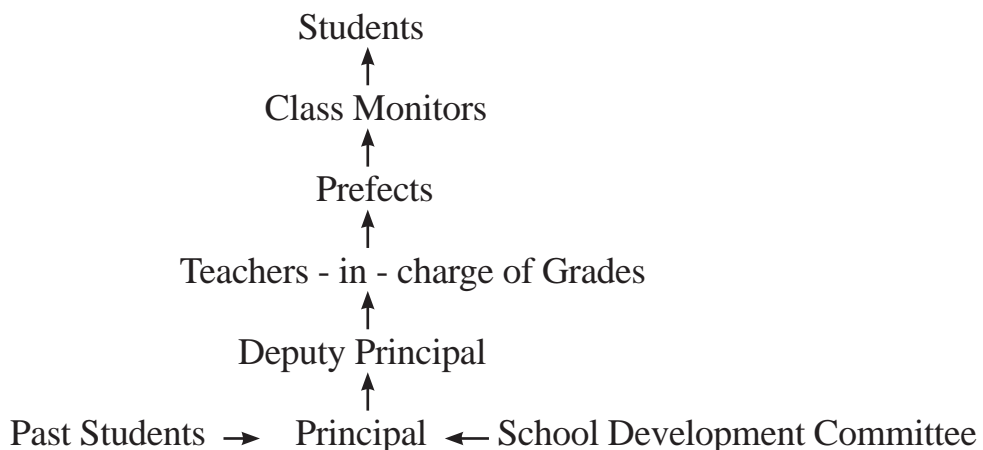 Students
Class Monitors
Prefects
Teachers - in - charge of Grades
Deputy Principal
Past Students → Principal ← School Development Committee